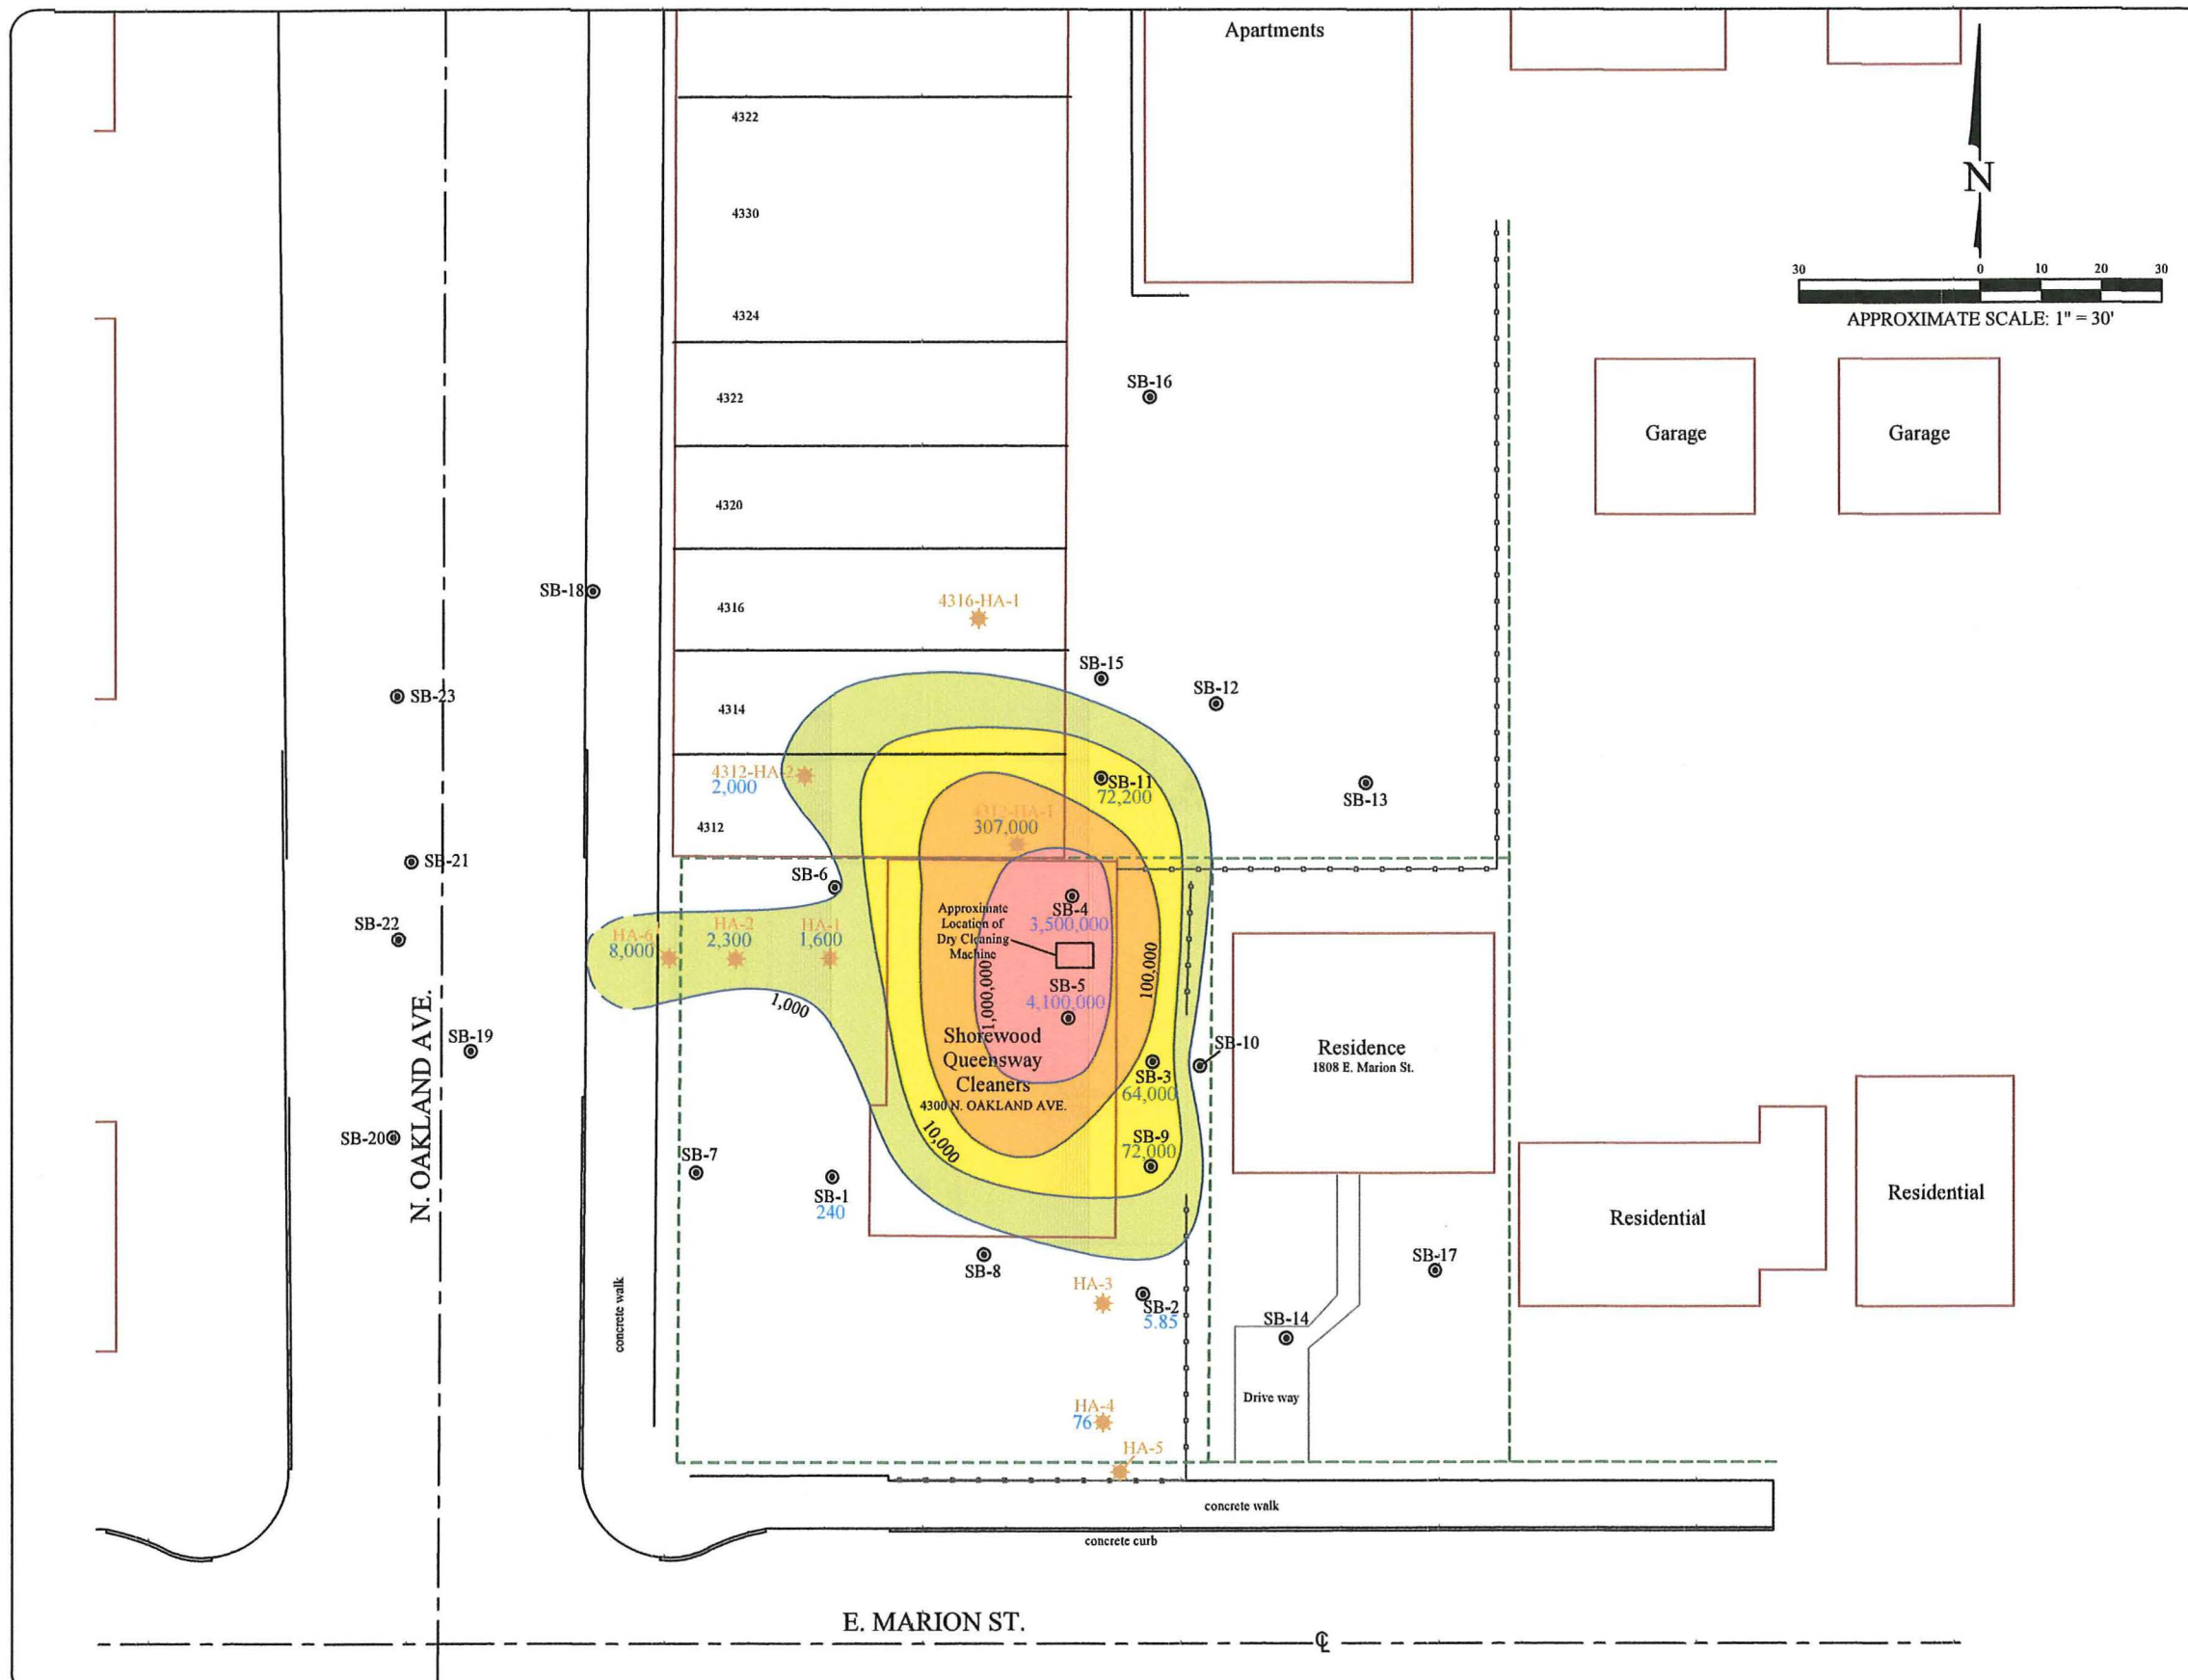 Apartments
4322
4330
4324
4322
4320
4316
4314
4312
N
30 0 10 20 30
APPROXIMATE SCALE: 1" = 30'
SB-16
Garage
Garage
SB-18
4316-HA-1
SB-15
SB-12
SB-23
4312-HA-2
2,000
SB-11
72,200
SB-13
4312-HA-1
307,000
SB-21
SB-6
SB-22
HA-6
8,000
HA-2
2,300
HA-1
1,600
Approximate
Location of
Dry Cleaning
Machine
SB-4
3,500,000
SB-5
4,100,000
1,000,000
100,000
1,000
10,000
Shorewood
Queensway
Cleaners
4300 N. OAKLAND AVE.
SB-19
SB-10
SB-3
64,000
Residence
1808 E. Marion St.
SB-20
N. OAKLAND AVE.
SB-9
72,000
SB-7
SB-1
240
Residential
Residential
SB-8
SB-17
HA-3
SB-2
5.85
SB-14
concrete walk
Drive way
HA-4
76
HA-5
concrete walk
concrete curb
E. MARION ST.
℄